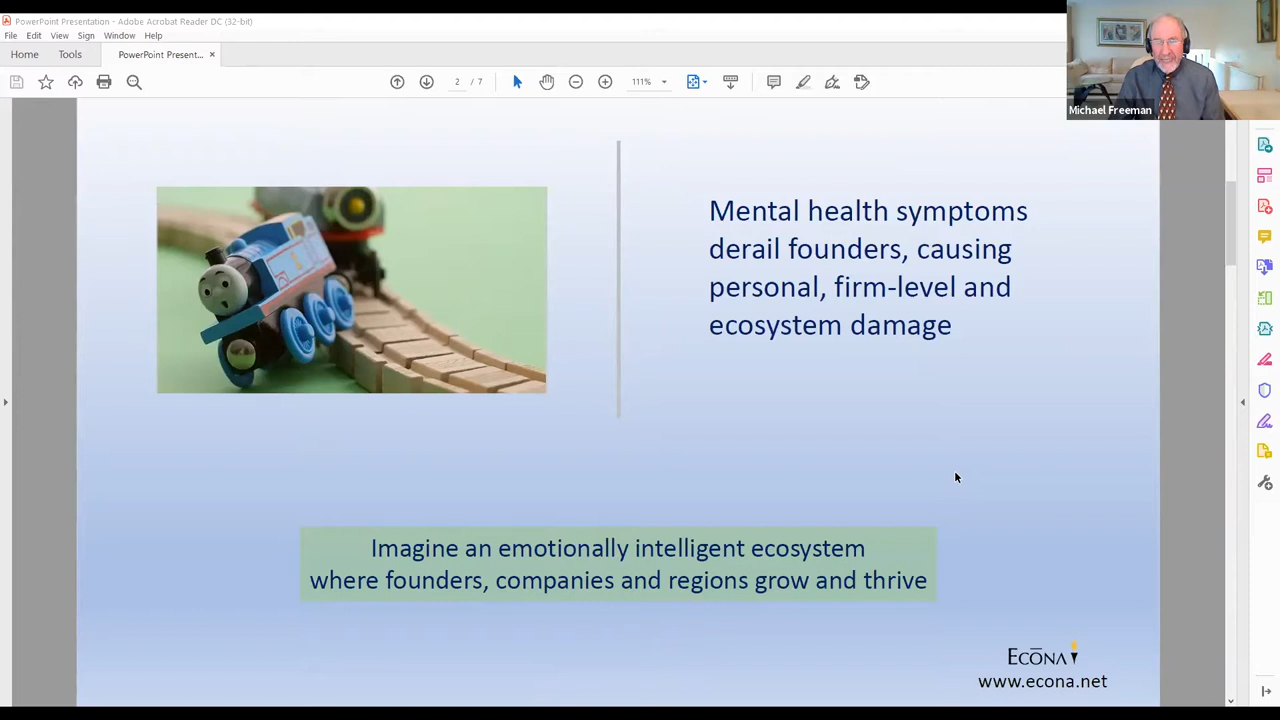 PowerPoint Presentation - Adobe Acrobat Reader DC (32-bit)
File Edit View Sign Window Help
Home Tools PowerPoint Present... ×
2 / 7 111%
Michael Freeman
Mental health symptoms
derail founders, causing
personal, firm-level and
ecosystem damage
Imagine an emotionally intelligent ecosystem
where founders, companies and regions grow and thrive
ECŌNA
www.econa.net